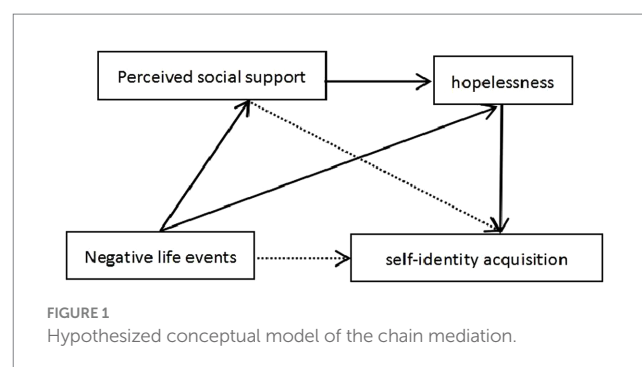 Perceived social support
hopelessness
Negative life events
self-identity acquisition
FIGURE 1
Hypothesized conceptual model of the chain mediation.